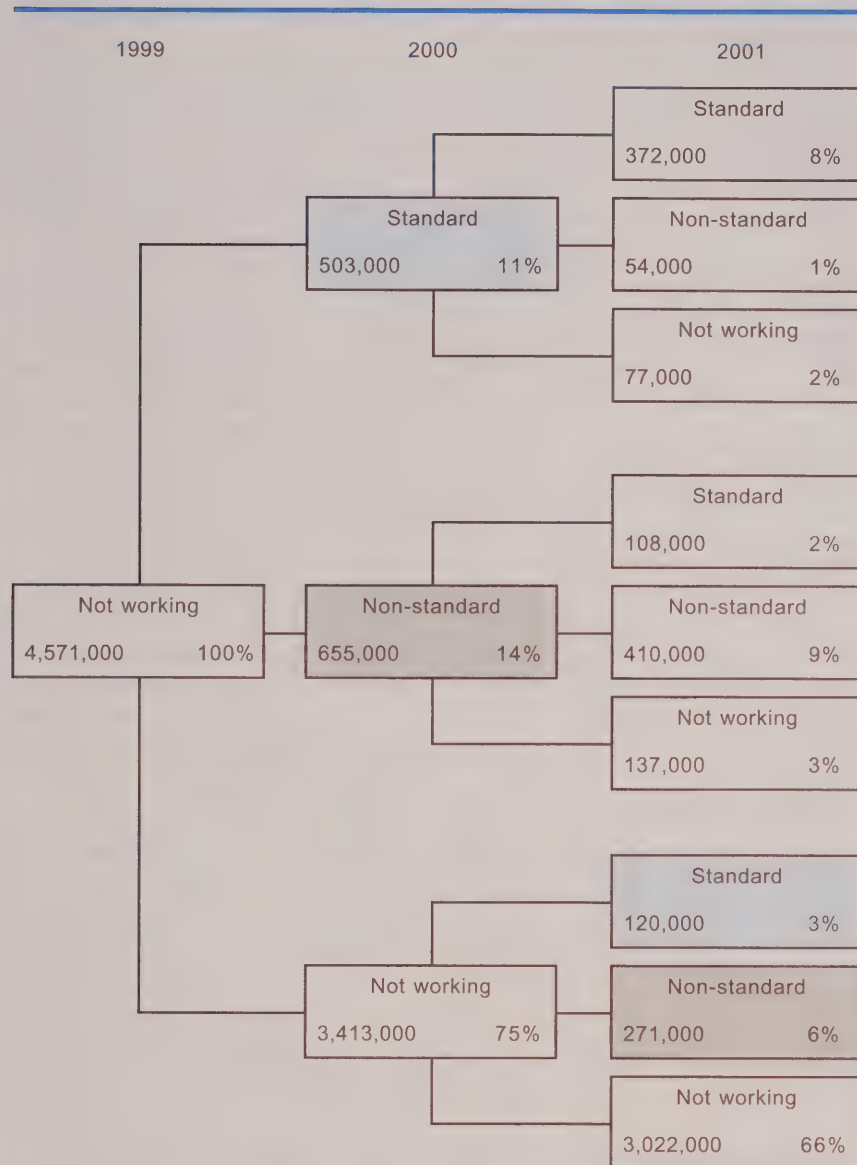 1999 2000 2001
Standard
372,000 8%
Standard
503,000 11%
Non-standard
54,000 1%
Not working
77,000 2%
Standard
108,000 2%
Not working
4,571,000 100%
Non-standard
655,000 14%
Non-standard
410,000 9%
Not working
137,000 3%
Standard
120,000 3%
Not working
3,413,000 75%
Non-standard
271,000 6%
Not working
3,022,000 66%